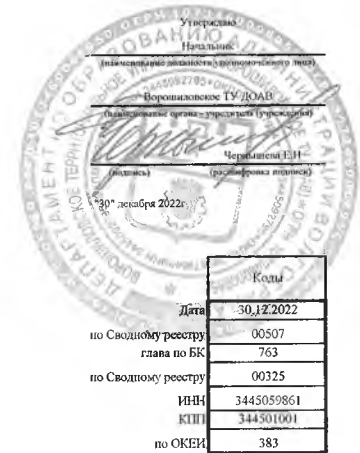 Утверждаю
Начальник
(наименование должности уполномоченного лица)
Ворошиловское ТУ ДОАВ
(наименование органа - учредителя (учреждения)
Чернышева Е.И
(подпись) (расшифровка подписи)
"30" декабря 2022г.
Коды
Дата 30.12.2022
по Сводному реестру 00507
глава по БК 763
по Сводному реестру 00325
ИНН 3445059861
КПП 344501001
по ОКЕИ 383